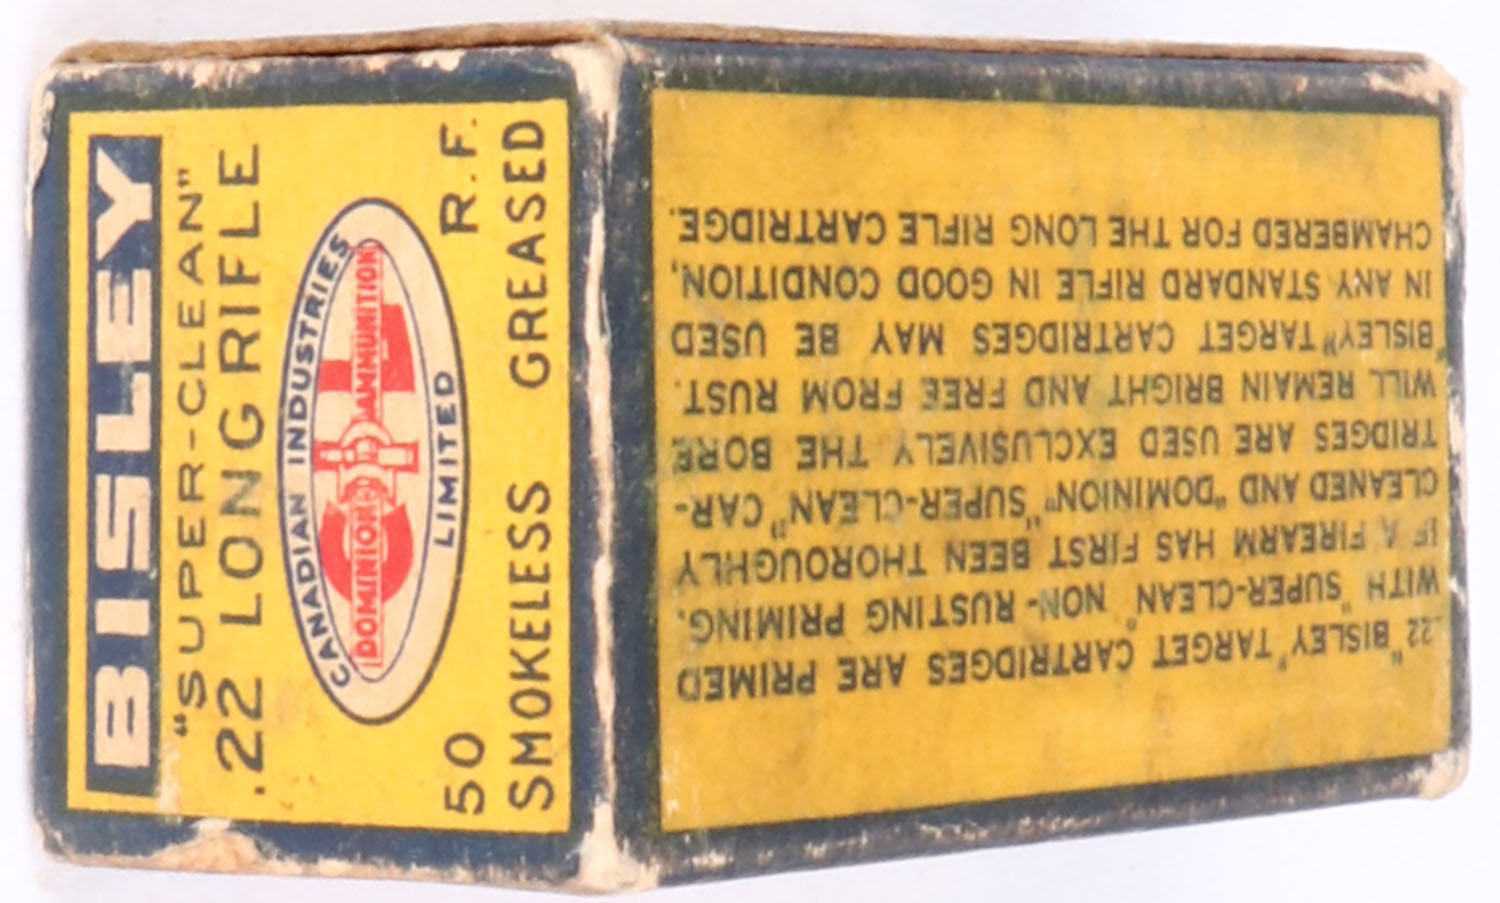 BISLEY
"SUPER-CLEAN"
.22 LONG RIFLE
CANADIAN INDUSTRIES
DOMINION AMMUNITION
LIMITED
50 R.F.
SMOKELESS GREASED
.22 "BISLEY" TARGET CARTRIDGES ARE PRIMED
WITH "SUPER-CLEAN" NON-RUSTING PRIMING.
IF A FIREARM HAS FIRST BEEN THOROUGHLY
CLEANED AND "DOMINION" "SUPER-CLEAN" CAR-
TRIDGES ARE USED EXCLUSIVELY THE BORE
WILL REMAIN BRIGHT AND FREE FROM RUST.
"BISLEY" TARGET CARTRIDGES MAY BE USED
IN ANY STANDARD RIFLE IN GOOD CONDITION,
CHAMBERED FOR THE LONG RIFLE CARTRIDGE.